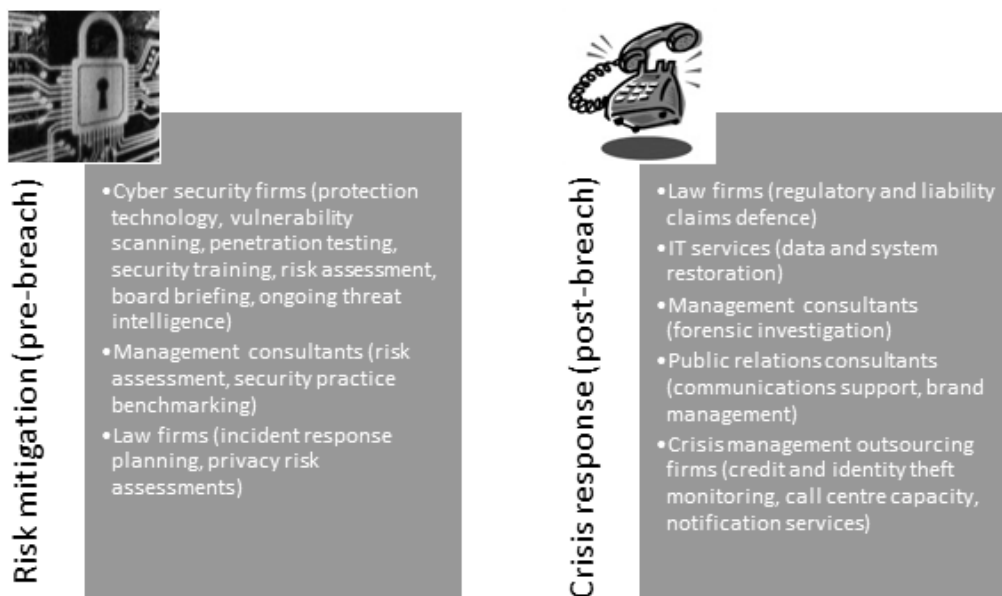 Risk mitigation (pre-breach)
•Cyber security firms (protection
technology, vulnerability
scanning, penetration testing,
security training, risk assessment,
board briefing, ongoing threat
intelligence)
•Management consultants (risk
assessment, security practice
benchmarking)
•Law firms (incident response
planning, privacy risk
assessments)
Crisis response (post-breach)
•Law firms (regulatory and liability
claims defence)
•IT services (data and system
restoration)
•Management consultants
(forensic investigation)
•Public relations consultants
(communications support, brand
management)
•Crisis management outsourcing
firms (credit and identity theft
monitoring, call centre capacity,
notification services)